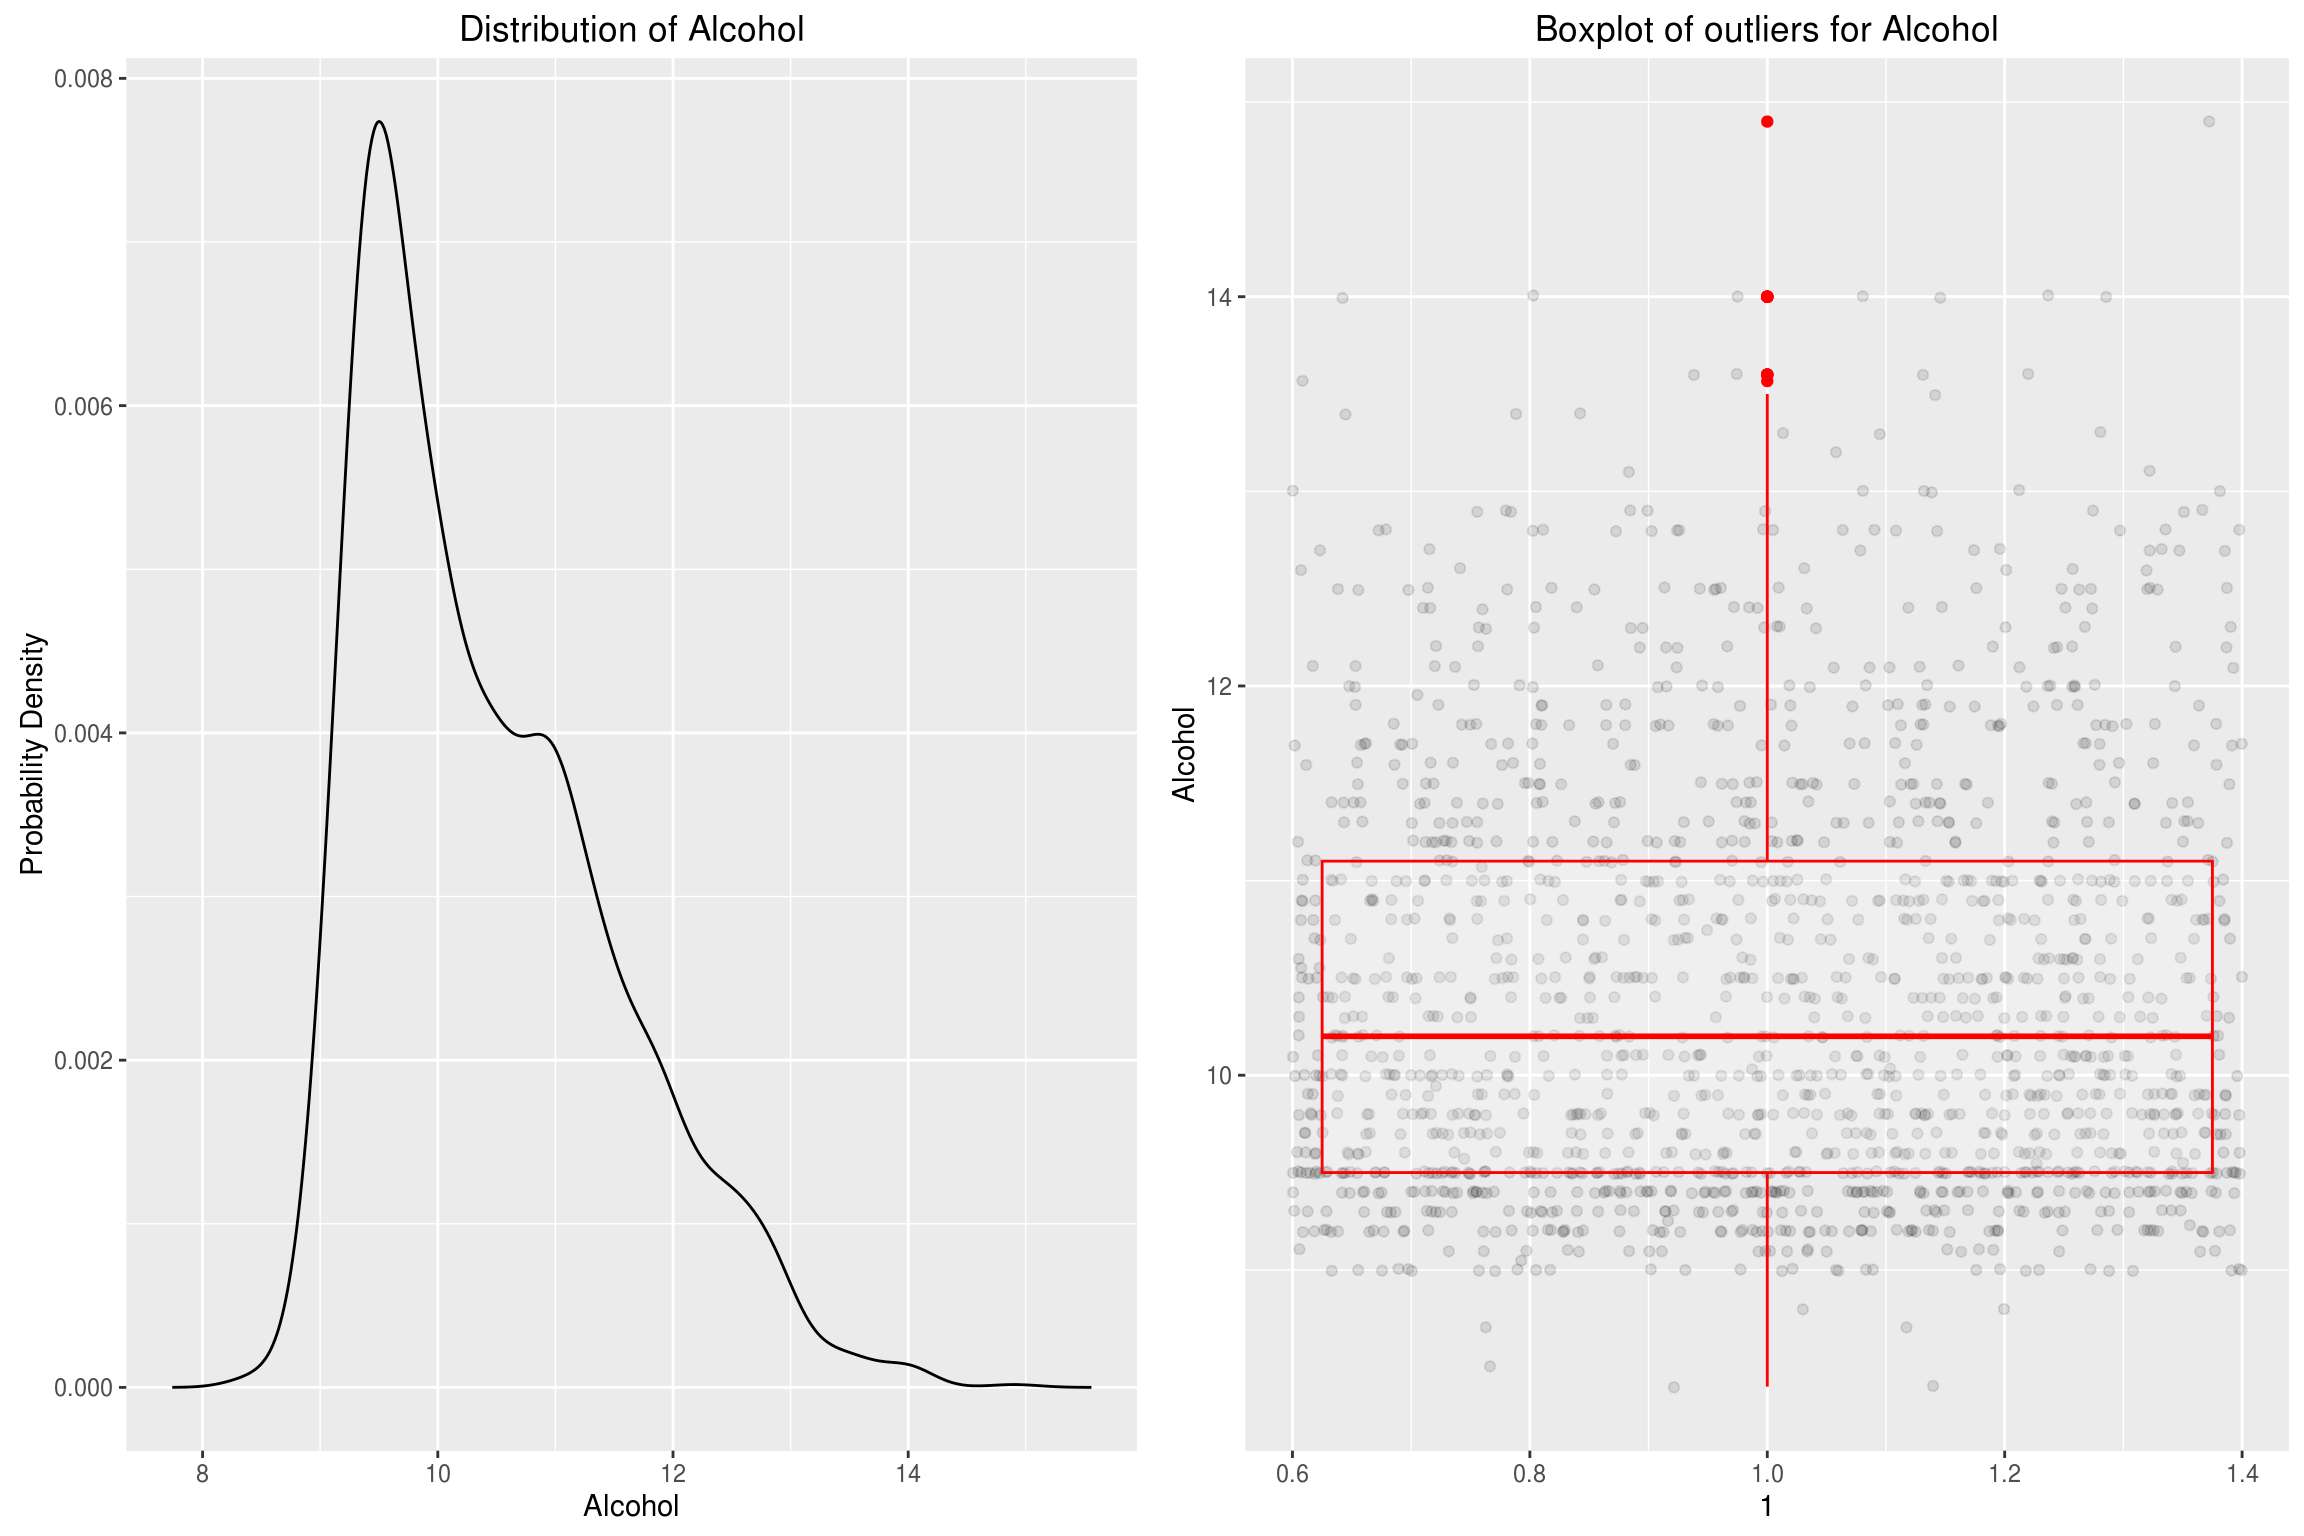 Distribution of Alcohol
0.008
0.006
0.004
0.002
0.000
Probability Density
8 10 12 14
Alcohol
Boxplot of outliers for Alcohol
14
12
10
Alcohol
0.6 0.8 1.0 1.2 1.4
1